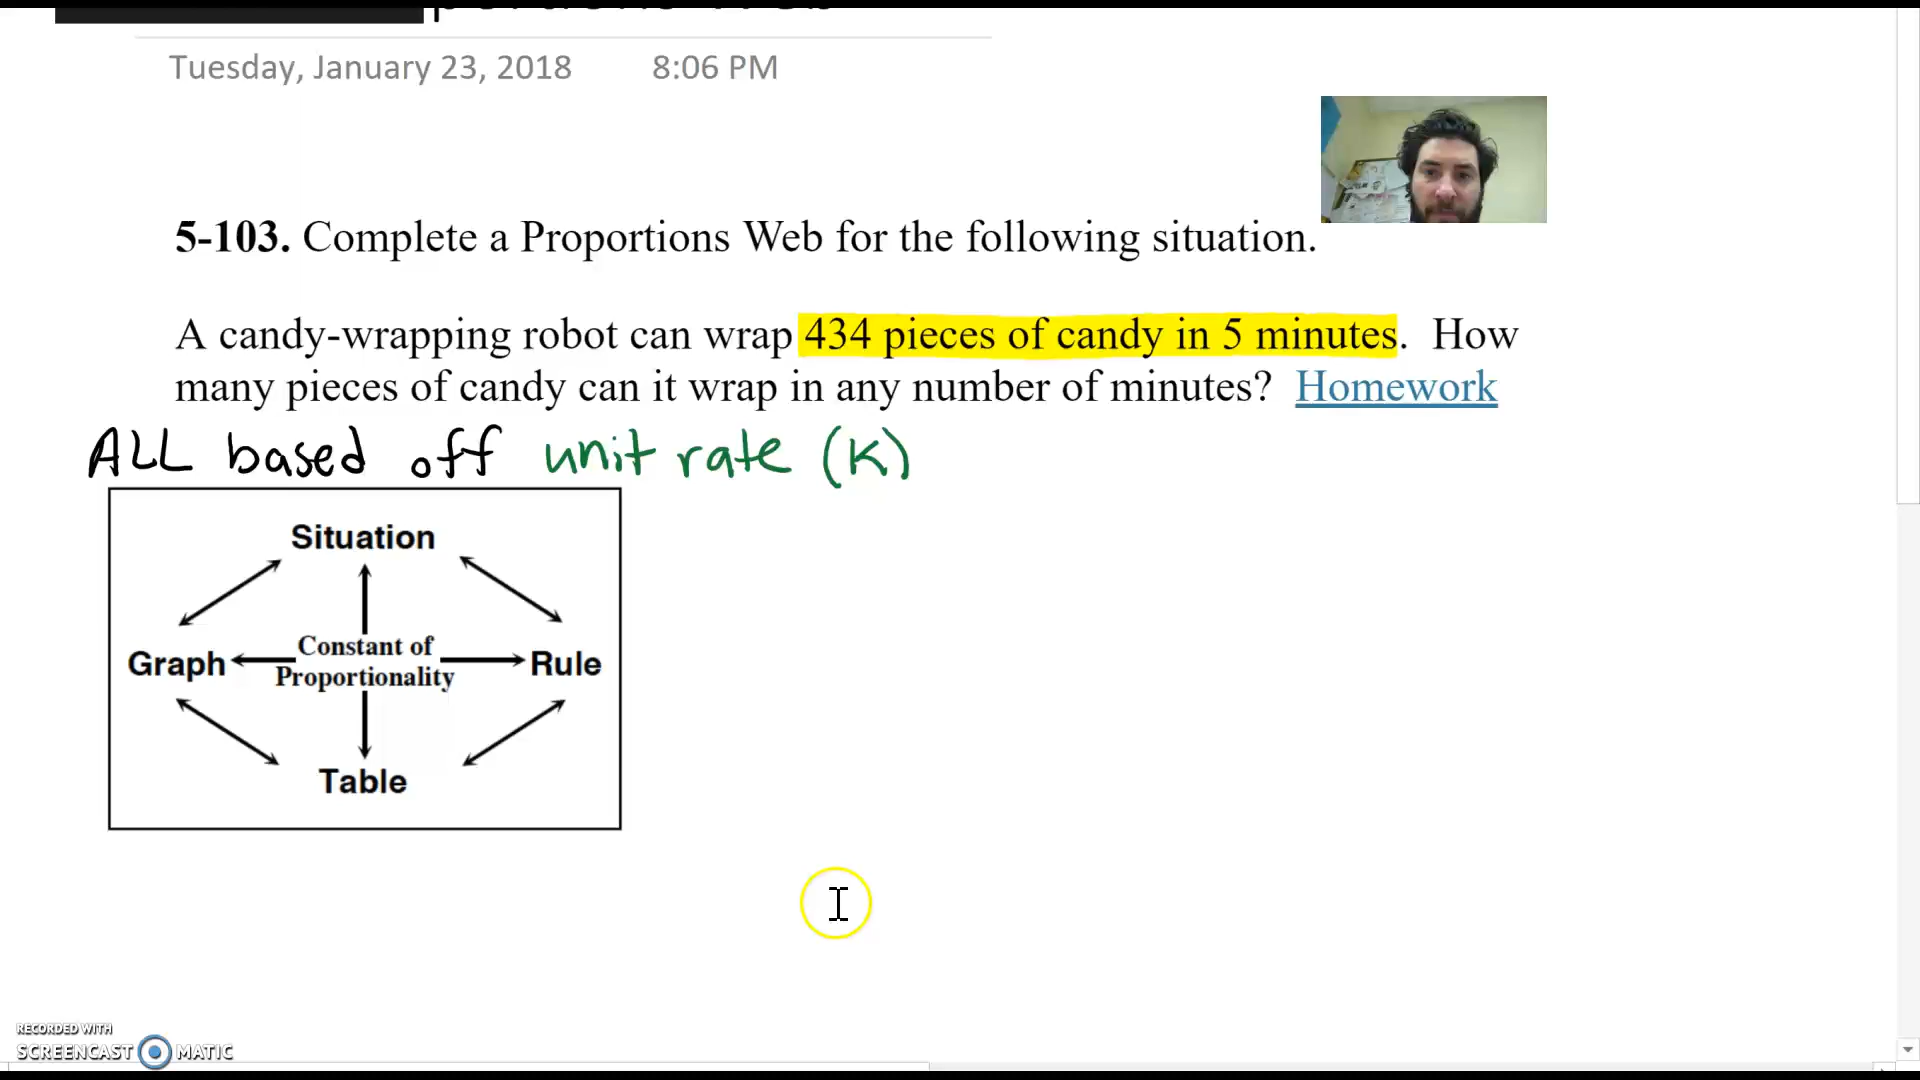 Tuesday, January 23, 2018 8:06 PM
5-103. Complete a Proportions Web for the following situation.
A candy-wrapping robot can wrap 434 pieces of candy in 5 minutes. How
many pieces of candy can it wrap in any number of minutes? Homework
ALL based off unit rate (K)
Situation
Graph
Constant of
Proportionality
Rule
Table
RECORDED WITH
SCREENCAST MATIC